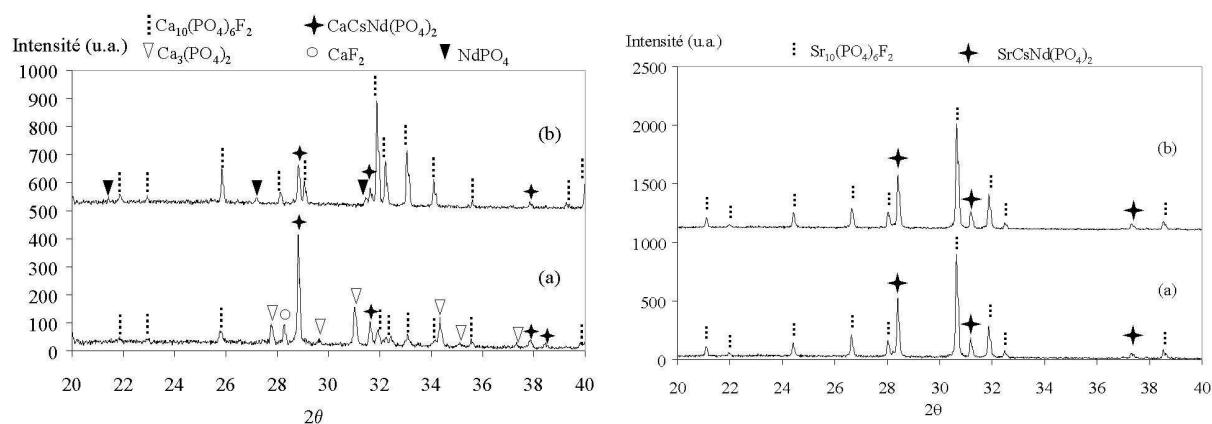 Ca10(PO4)6F2 CaCsNd(PO4)2
Intensité (u.a.) Ca3(PO4)2 CaF2 NdPO4
1000
900
800
700
600
500
400
300
200
100
0
(b)
(a)
20 22 24 26 28 30 32 34 36 38 40
2θ
Intensité (u.a.) Sr10(PO4)6F2 SrCsNd(PO4)2
2500
2000
1500
1000
500
0
(b)
(a)
20 22 24 26 28 30 32 34 36 38 40
2θ